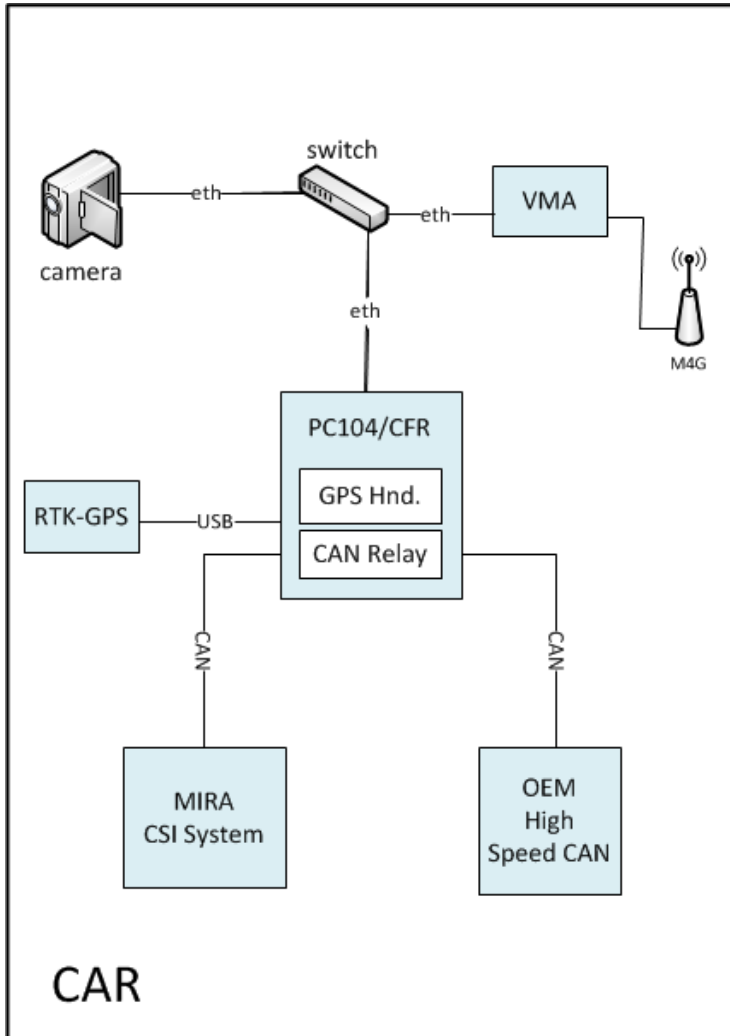 switch
eth
eth
VMA
camera
eth
M4G
PC104/CFR
GPS Hnd.
RTK-GPS
USB
CAN Relay
CAN
CAN
MIRA
CSI System
OEM
High
Speed CAN
CAR